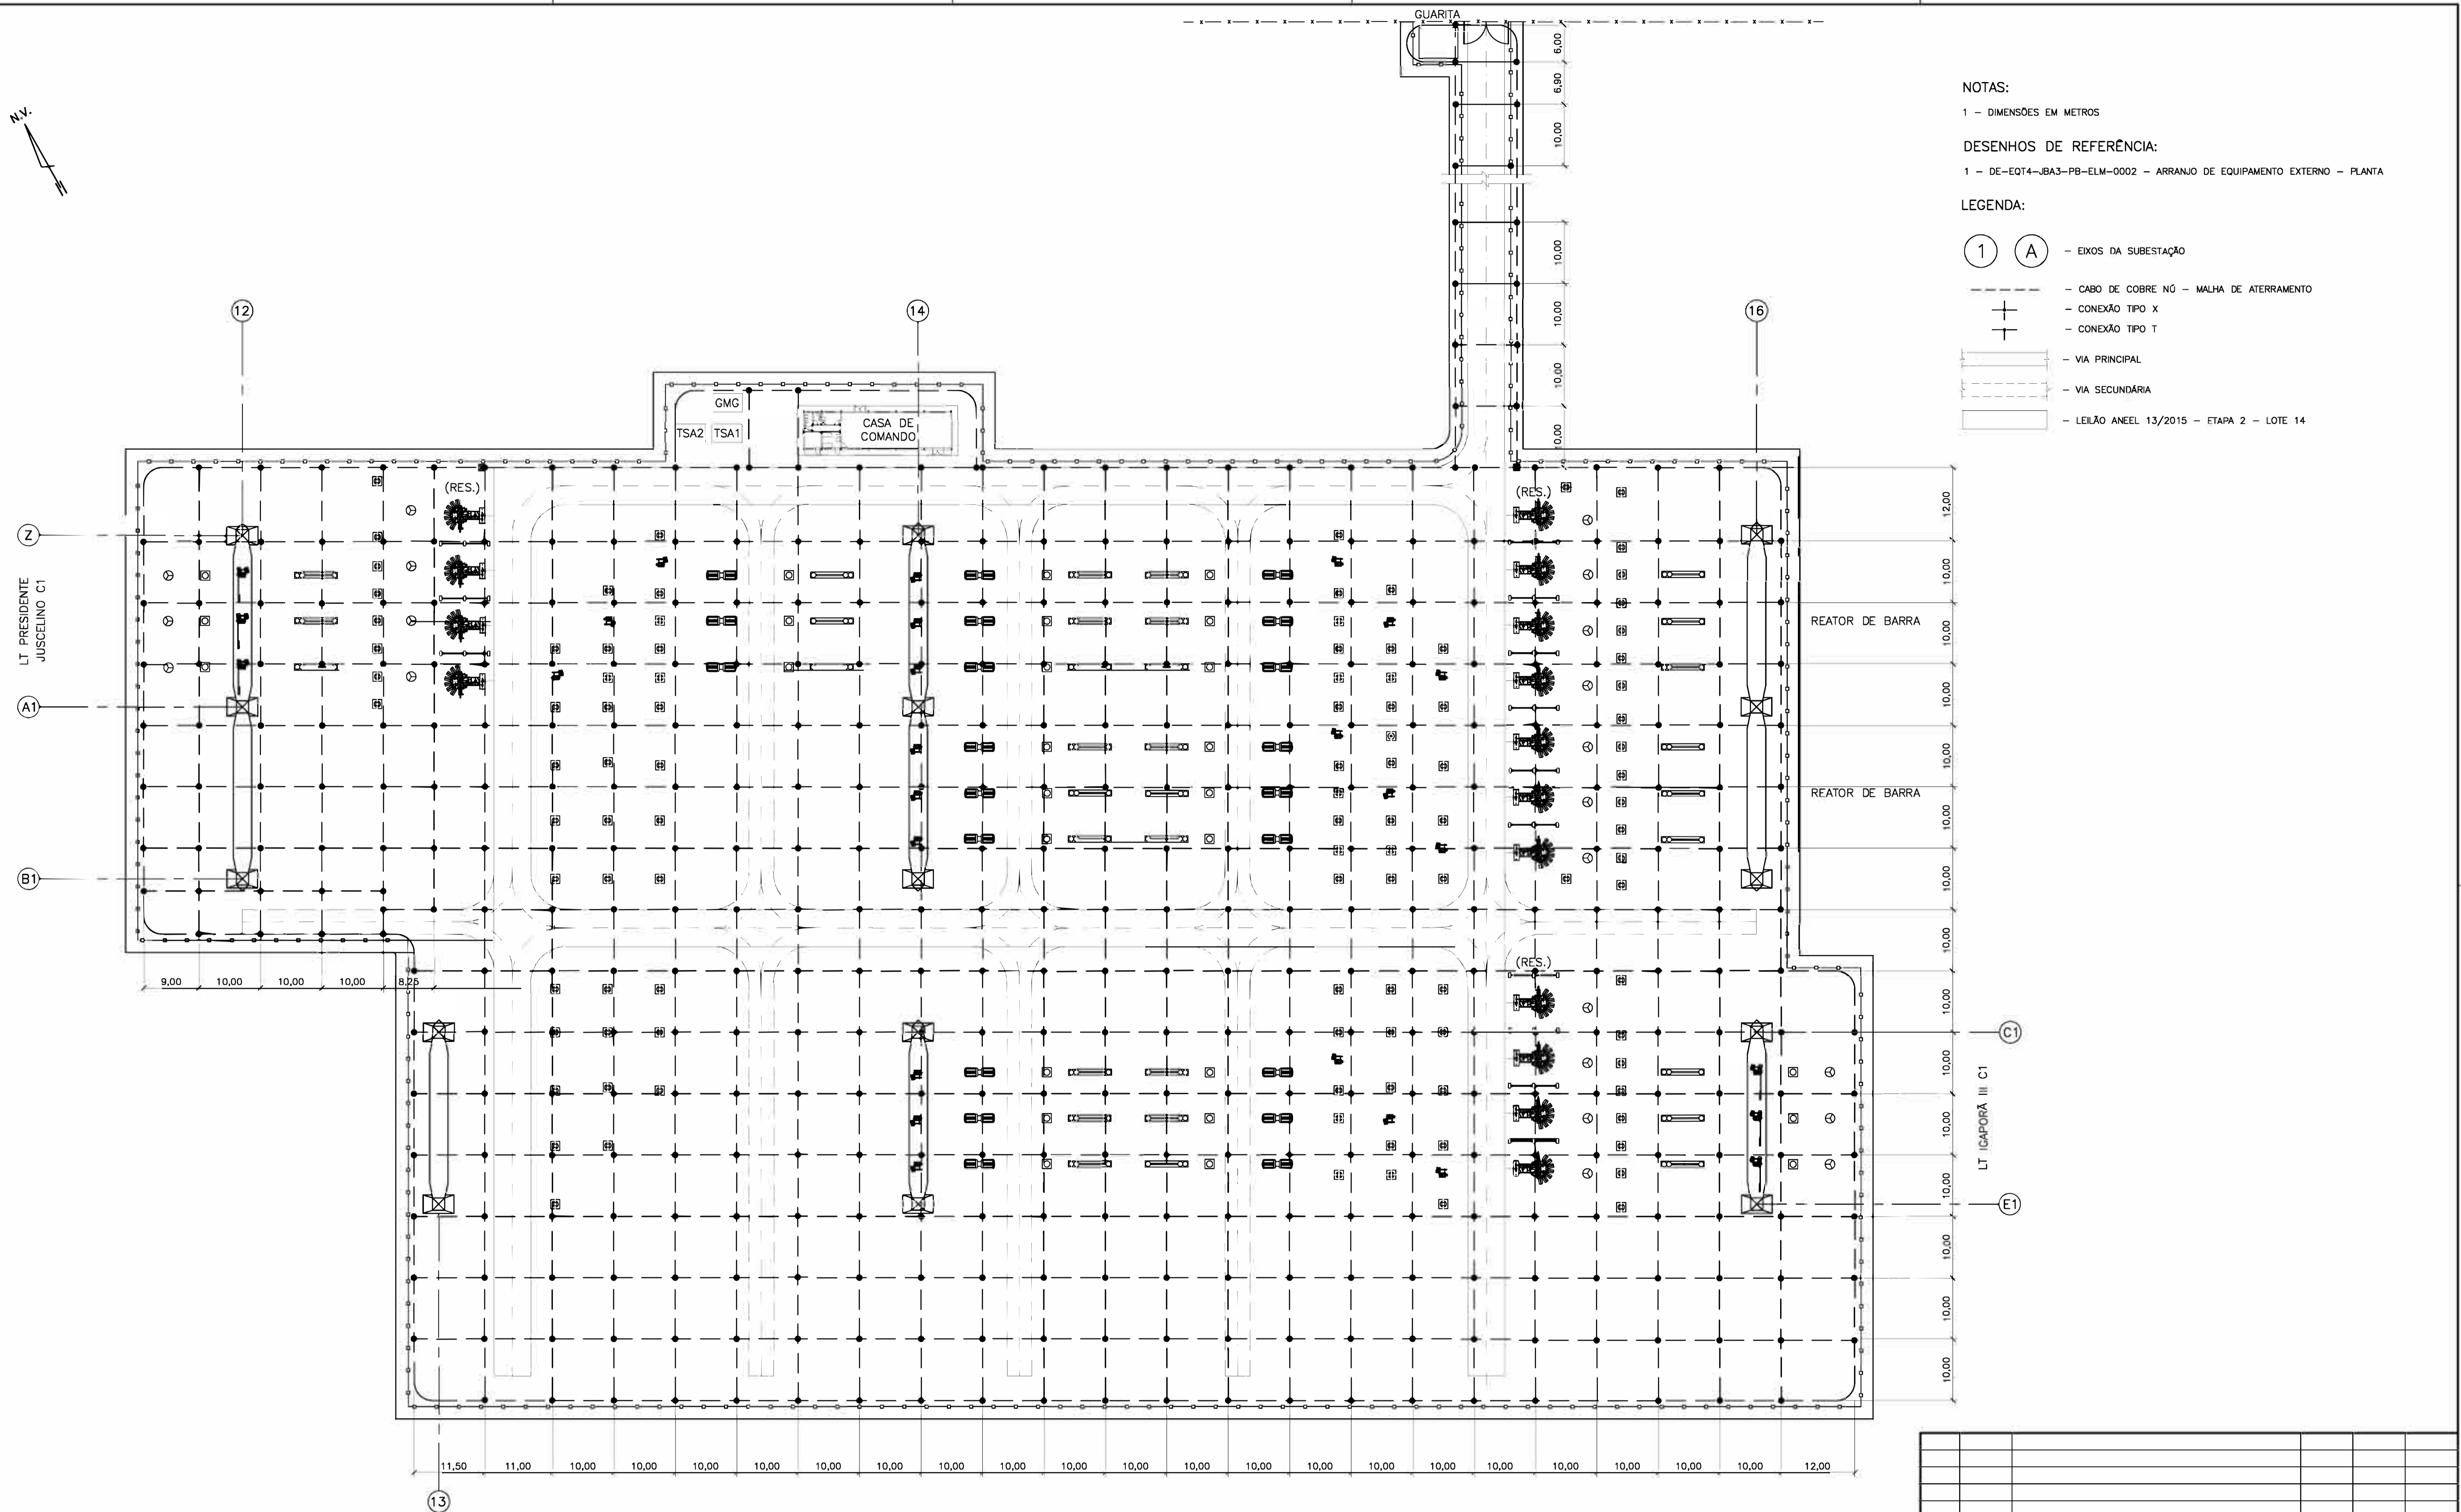 GUARITA
6,00
6,90
10,00
10,00
10,00
10,00
10,00
N.V.
NOTAS:
1 – DIMENSÕES EM METROS
DESENHOS DE REFERÊNCIA:
1 – DE–EQT4–JBA3–PB–ELM–0002 – ARRANJO DE EQUIPAMENTO EXTERNO – PLANTA
LEGENDA:
1 A – EIXOS DA SUBESTAÇÃO
– CABO DE COBRE NÚ – MALHA DE ATERRAMENTO
– CONEXÃO TIPO X
– CONEXÃO TIPO T
– VIA PRINCIPAL
– VIA SECUNDÁRIA
– LEILÃO ANEEL 13/2015 – ETAPA 2 – LOTE 14
12
14
16
GMG
TSA2 TSA1
CASA DE
COMANDO
(RES.)
(RES.)
Z
LT PRESIDENTE
JUSCELINO C1
A1
B1
REATOR DE BARRA
REATOR DE BARRA
12,00
10,00
10,00
10,00
10,00
10,00
10,00
10,00
10,00
10,00
10,00
10,00
10,00
10,00
10,00
9,00 10,00 10,00 10,00 8,25
(RES.)
C1
LT IGAPORÃ III C1
E1
11,50 11,00 10,00 10,00 10,00 10,00 10,00 10,00 10,00 10,00 10,00 10,00 10,00 10,00 10,00 10,00 10,00 10,00 10,00 10,00 10,00 10,00 12,00
13